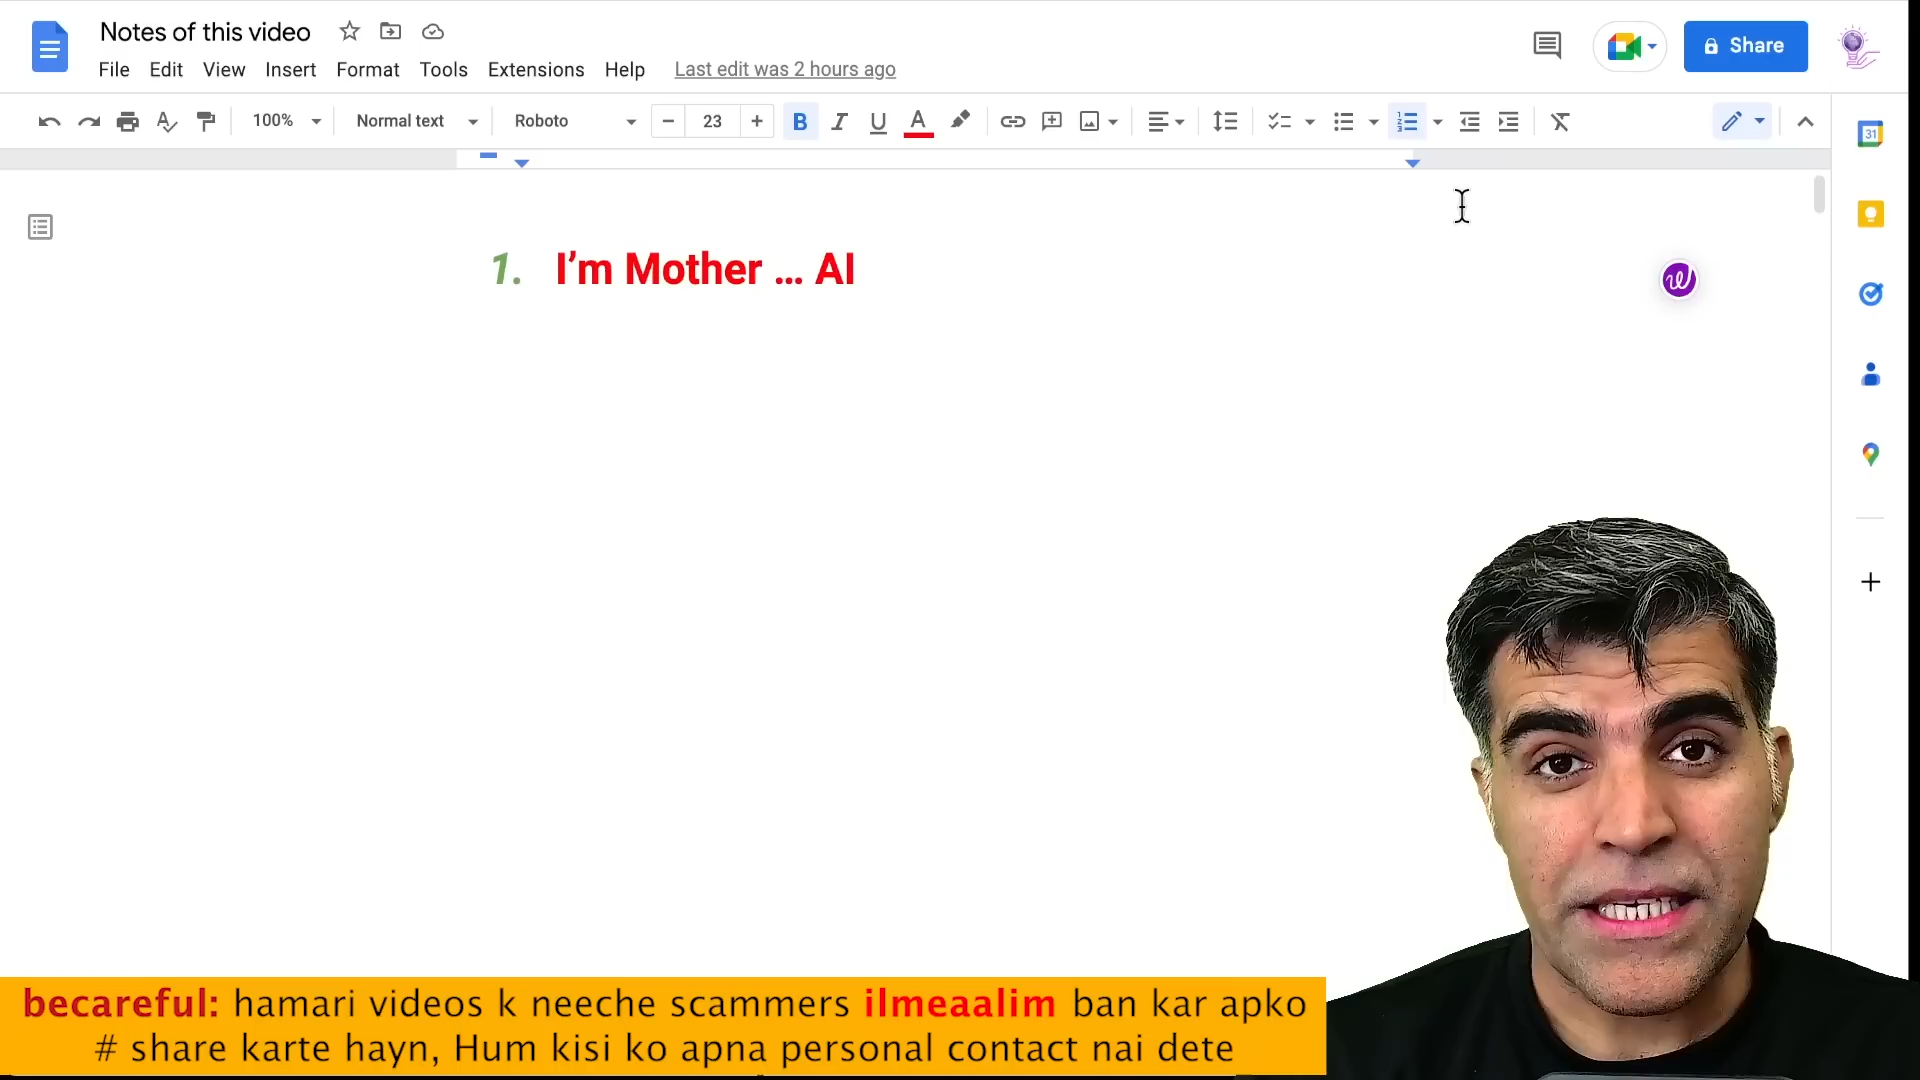 Notes of this video
File Edit View Insert Format Tools Extensions Help Last edit was 2 hours ago
Share
100% Normal text Roboto 23 B I U A
31
1. I’m Mother ... AI
becareful: hamari videos k neeche scammers ilmeaalim ban kar apko
# share karte hayn, Hum kisi ko apna personal contact nai dete